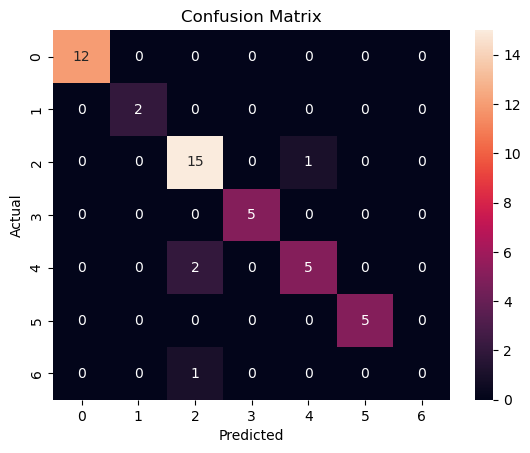 Confusion Matrix
0 12 0 0 0 0 0 0
1 0 2 0 0 0 0 0
2 0 0 15 0 1 0 0
3 0 0 0 5 0 0 0
4 0 0 2 0 5 0 0
5 0 0 0 0 0 5 0
6 0 0 1 0 0 0 0
0 1 2 3 4 5 6
Actual
Predicted
14
12
10
8
6
4
2
0